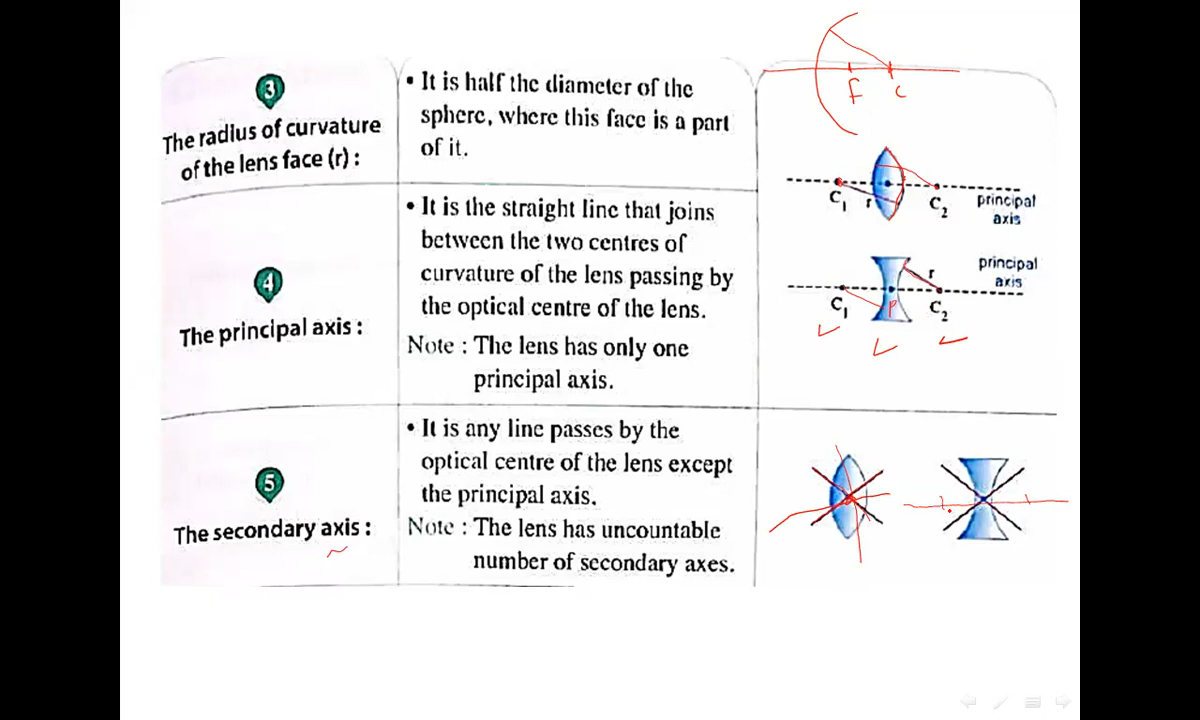 3
The radius of curvature
of the lens face (r) :
• It is half the diameter of the
sphere, where this face is a part
of it.
F
C
C1
r
C2
principal
axis
4
The principal axis :
• It is the straight line that joins
between the two centres of
curvature of the lens passing by
the optical centre of the lens.
Note : The lens has only one
principal axis.
principal
axis
r
C1
P
C2
5
The secondary axis :
• It is any line passes by the
optical centre of the lens except
the principal axis.
Note : The lens has uncountable
number of secondary axes.